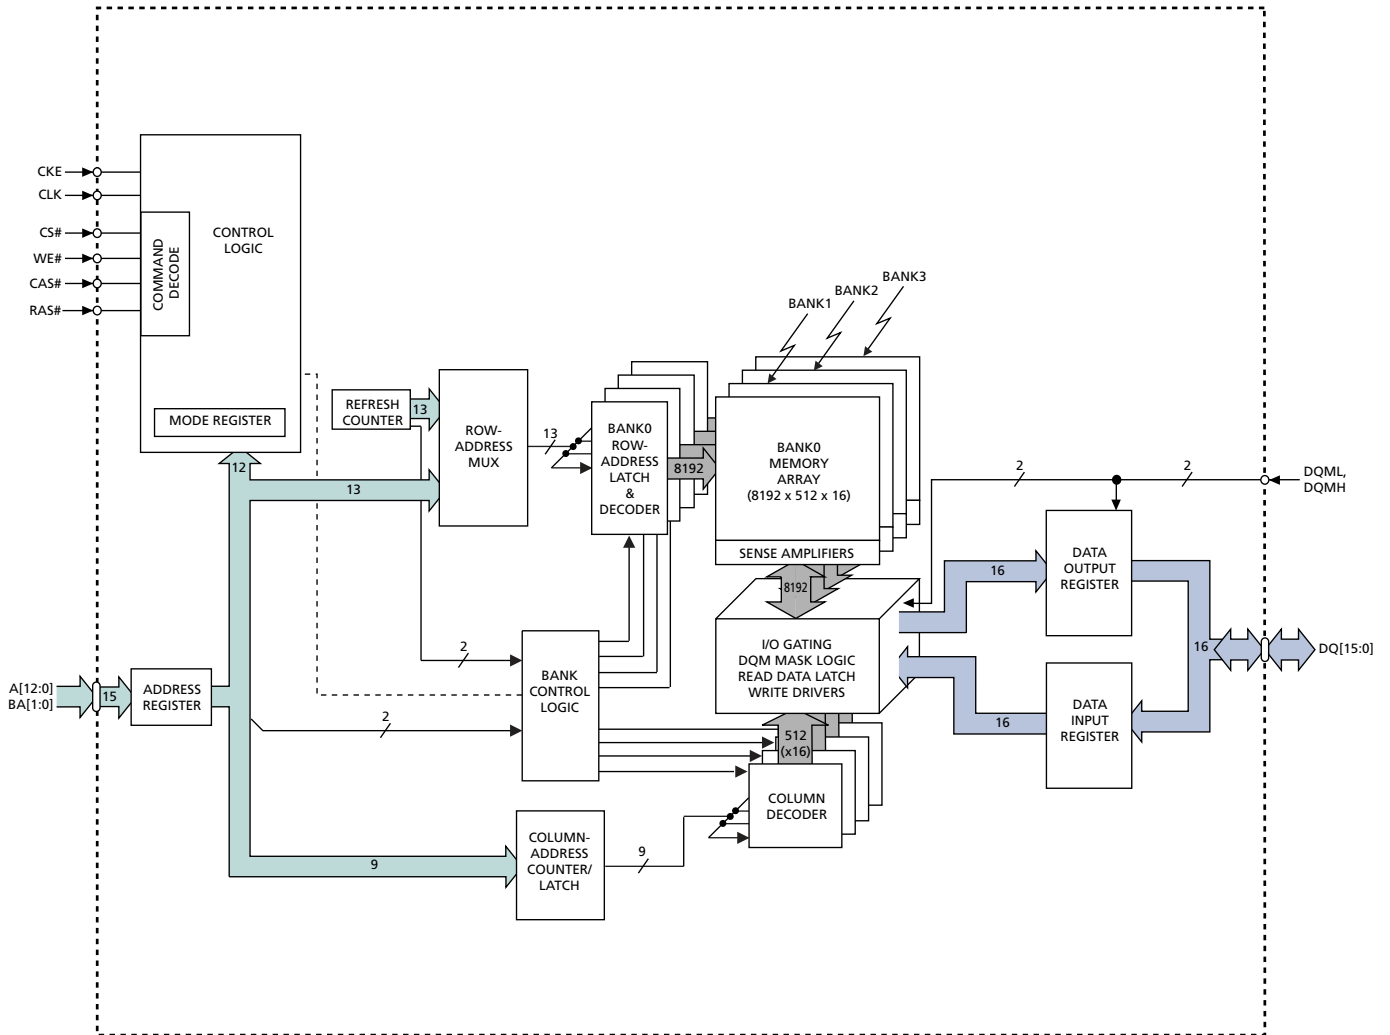 CKE
CLK
CS#
WE#
CAS#
RAS#
COMMAND
DECODE
CONTROL
LOGIC
MODE REGISTER
12
REFRESH
COUNTER
13
13
ROW-
ADDRESS
MUX
13
BANK0
ROW-
ADDRESS
LATCH
&
DECODER
8192
BANK1
BANK2
BANK3
BANK0
MEMORY
ARRAY
(8192 x 512 x 16)
SENSE AMPLIFIERS
8192
I/O GATING
DQM MASK LOGIC
READ DATA LATCH
WRITE DRIVERS
2
2
DQML,
DQMH
16
DATA
OUTPUT
REGISTER
16
DQ[15:0]
16
DATA
INPUT
REGISTER
A[12:0]
BA[1:0]
15
ADDRESS
REGISTER
2
2
BANK
CONTROL
LOGIC
512
(x16)
COLUMN
DECODER
9
COLUMN-
ADDRESS
COUNTER/
LATCH
9